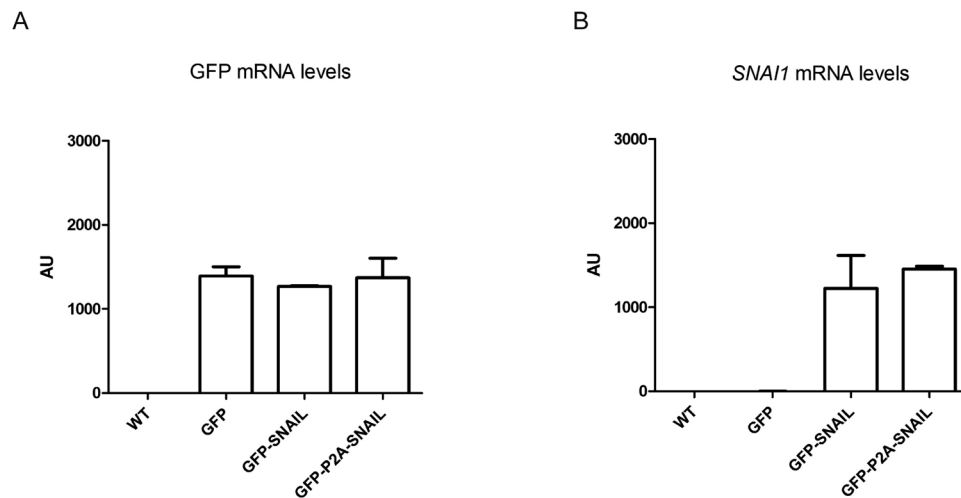 A
GFP mRNA levels
3000
2000
1000
0
AU
WT
GFP
GFP-SNAIL
GFP-P2A-SNAIL
B
SNAI1 mRNA levels
3000
2000
1000
0
AU
WT
GFP
GFP-SNAIL
GFP-P2A-SNAIL